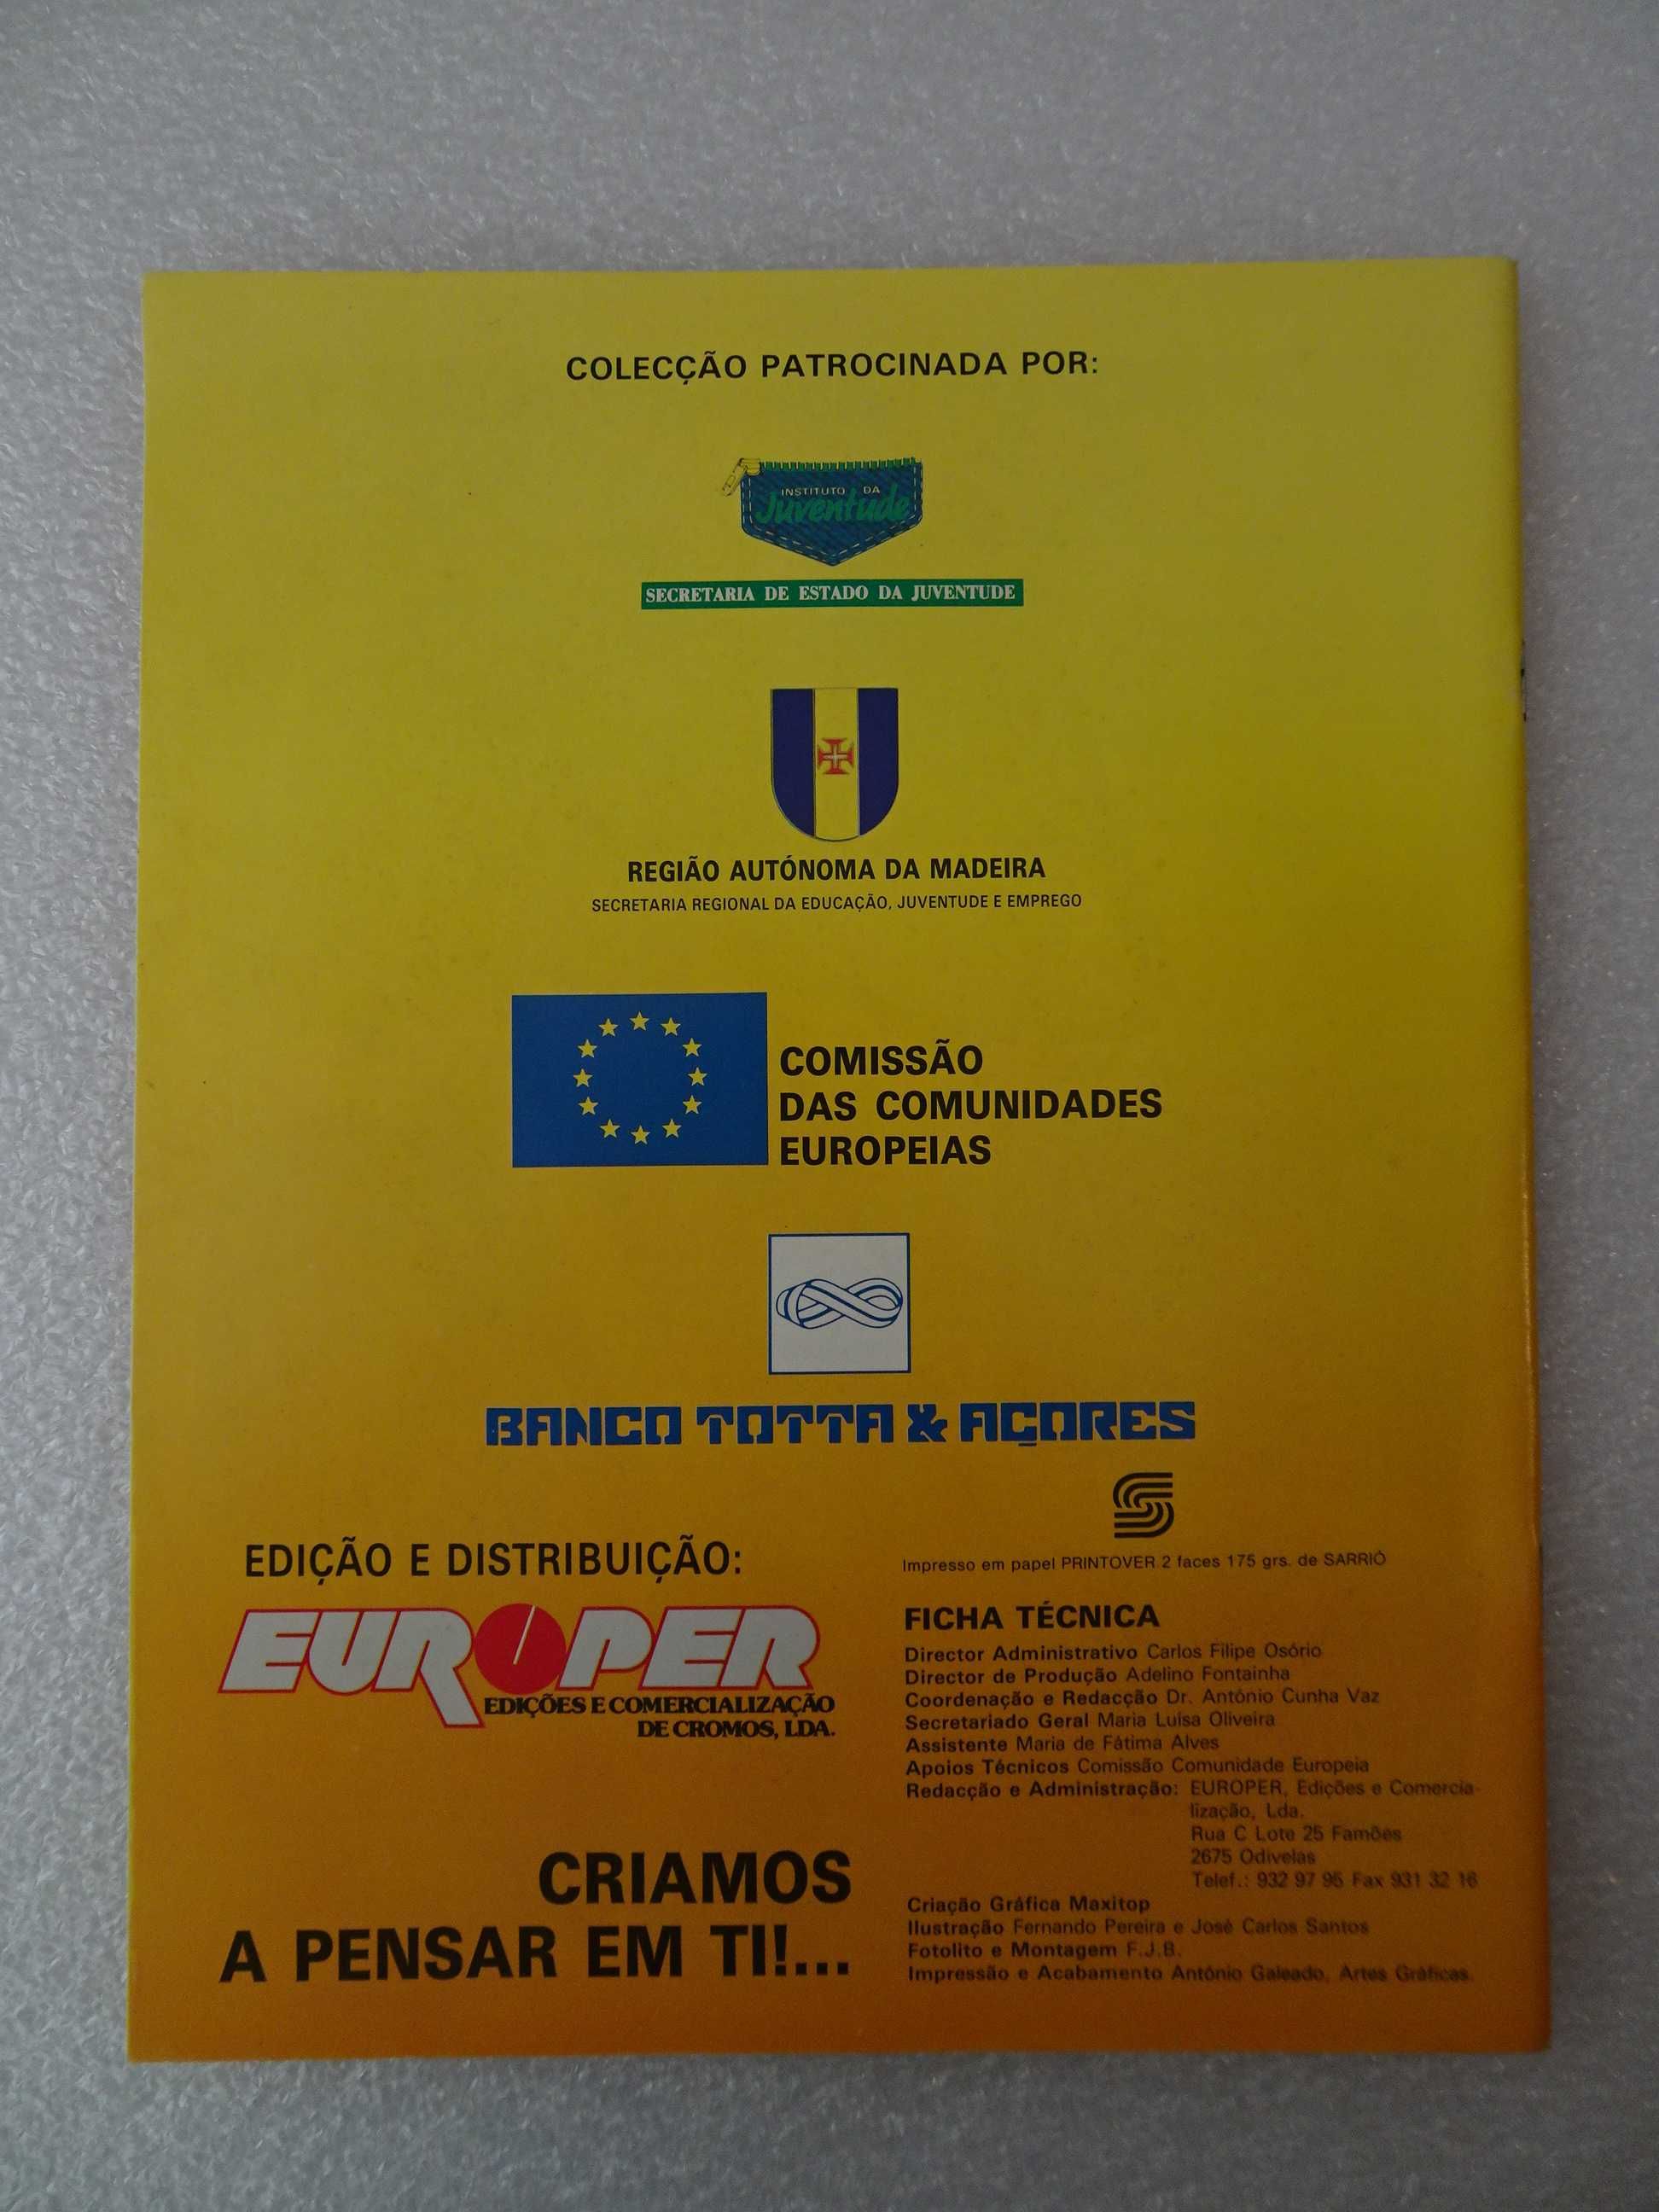 COLECÇÃO PATROCINADA POR:
INSTITUTO DA
Juventude
SECRETARIA DE ESTADO DA JUVENTUDE
REGIÃO AUTÓNOMA DA MADEIRA
SECRETARIA REGIONAL DA EDUCAÇÃO, JUVENTUDE E EMPREGO
COMISSÃO
DAS COMUNIDADES
EUROPEIAS
BANCO TOTTA & AÇORES
EDIÇÃO E DISTRIBUIÇÃO:
EUROPER
EDIÇÕES E COMERCIALIZAÇÃO
DE CROMOS, LDA.
CRIAMOS
A PENSAR EM TI!...
Impresso em papel PRINTOVER 2 faces 175 grs. de SARRIÓ
FICHA TÉCNICA
Director Administrativo Carlos Filipe Osório
Director de Produção Adelino Fontainha
Coordenação e Redacção Dr. António Cunha Vaz
Secretariado Geral Maria Luísa Oliveira
Assistente Maria de Fátima Alves
Apoios Técnicos Comissão Comunidade Europeia
Redacção e Administração: EUROPER, Edições e Comercia-
lização, Lda.
Rua C Lote 25 Famões
2675 Odivelas
Telef.: 932 97 95 Fax 931 32 16
Criação Gráfica Maxitop
Ilustração Fernando Pereira e José Carlos Santos
Fotolito e Montagem F.J.B.
Impressão e Acabamento António Galeado, Artes Gráficas.